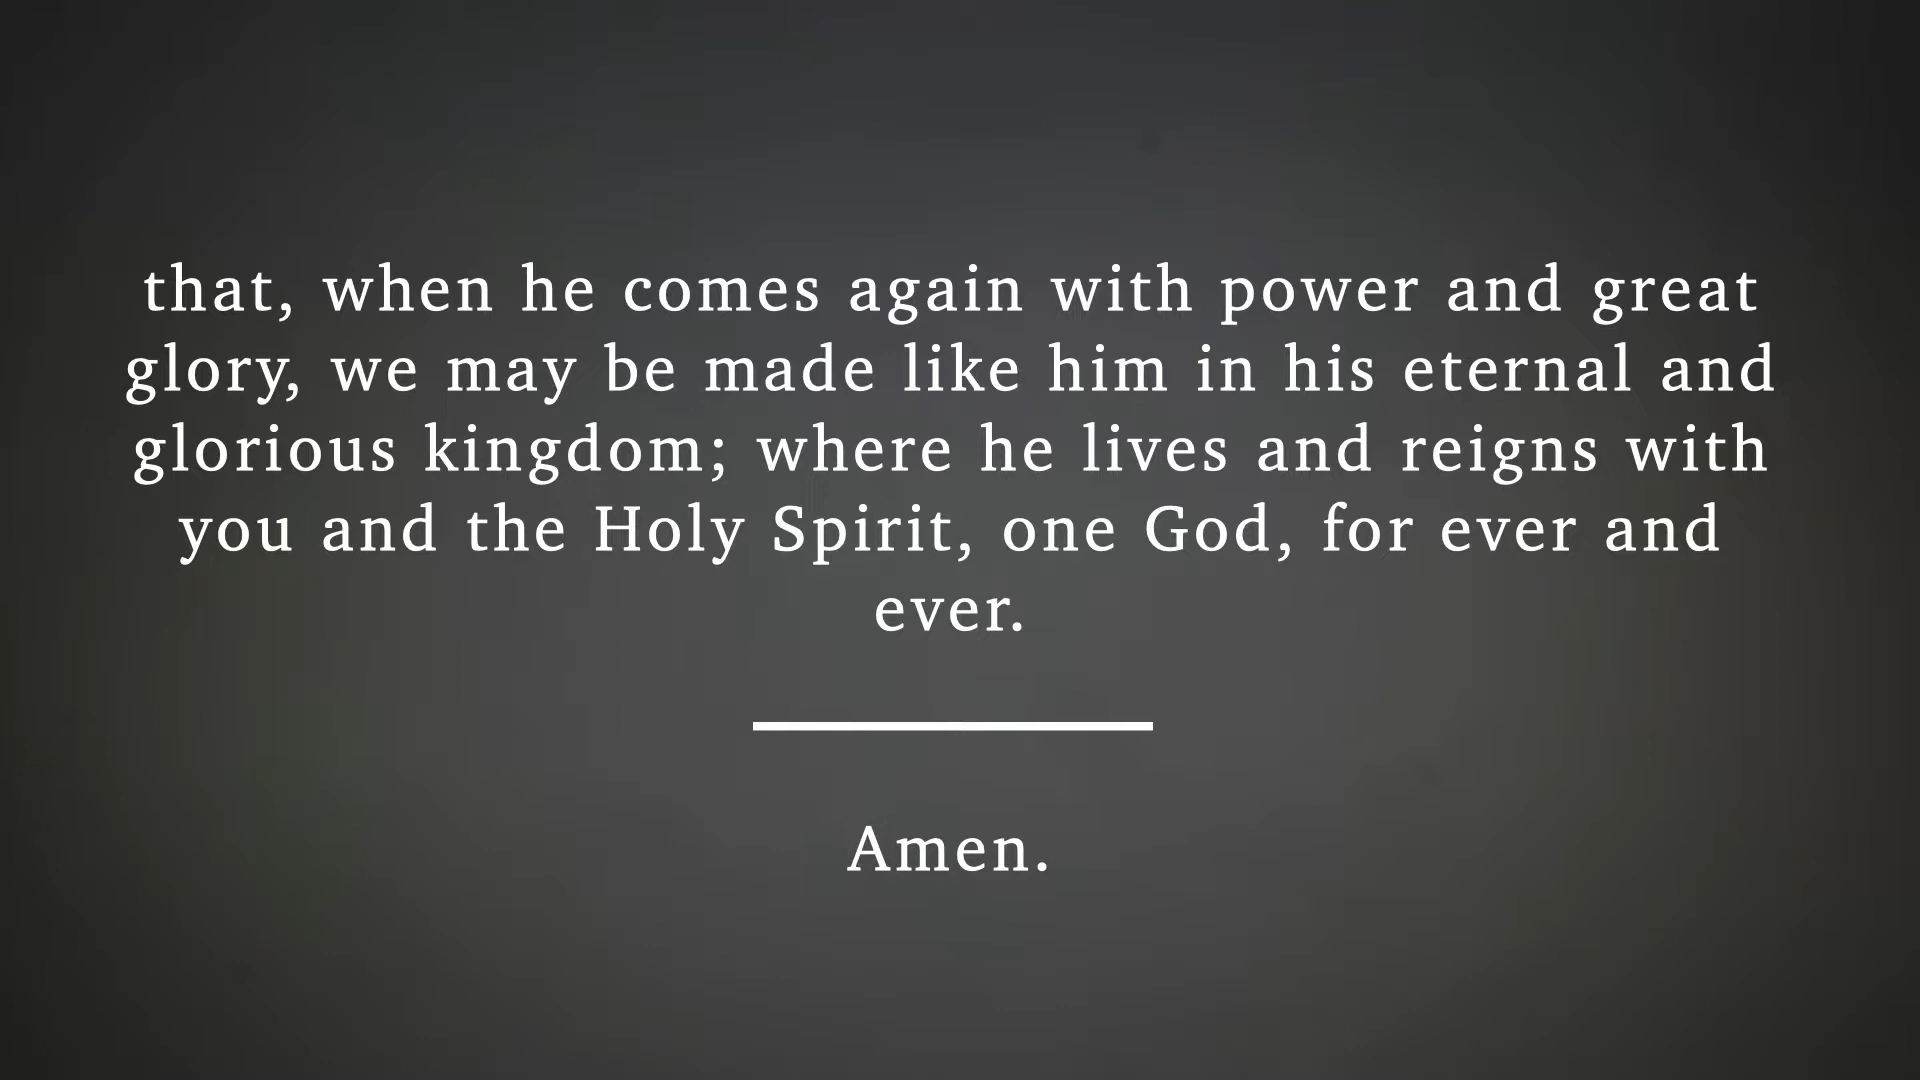 that, when he comes again with power and great
glory, we may be made like him in his eternal and
glorious kingdom; where he lives and reigns with
you and the Holy Spirit, one God, for ever and
ever.
Amen.